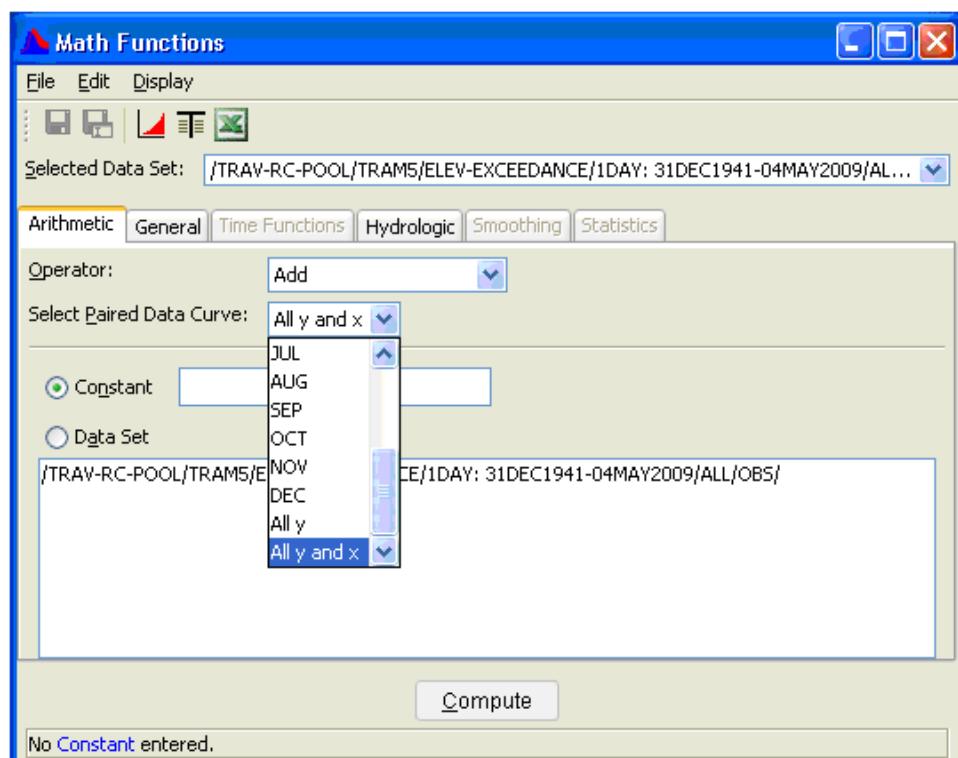 Math Functions
File Edit Display
Selected Data Set: /TRAV-RC-POOL/TRAM5/ELEV-EXCEEDANCE/1DAY: 31DEC1941-04MAY2009/AL...
Arithmetic General Time Functions Hydrologic Smoothing Statistics
Operator: Add
Select Paired Data Curve: All y and x
JUL
Constant
AUG
SEP
Data Set
OCT
/TRAV-RC-POOL/TRAM5/E CE/1DAY: 31DEC1941-04MAY2009/ALL/OBS/
NOV
DEC
All y
All y and x
Compute
No Constant entered.